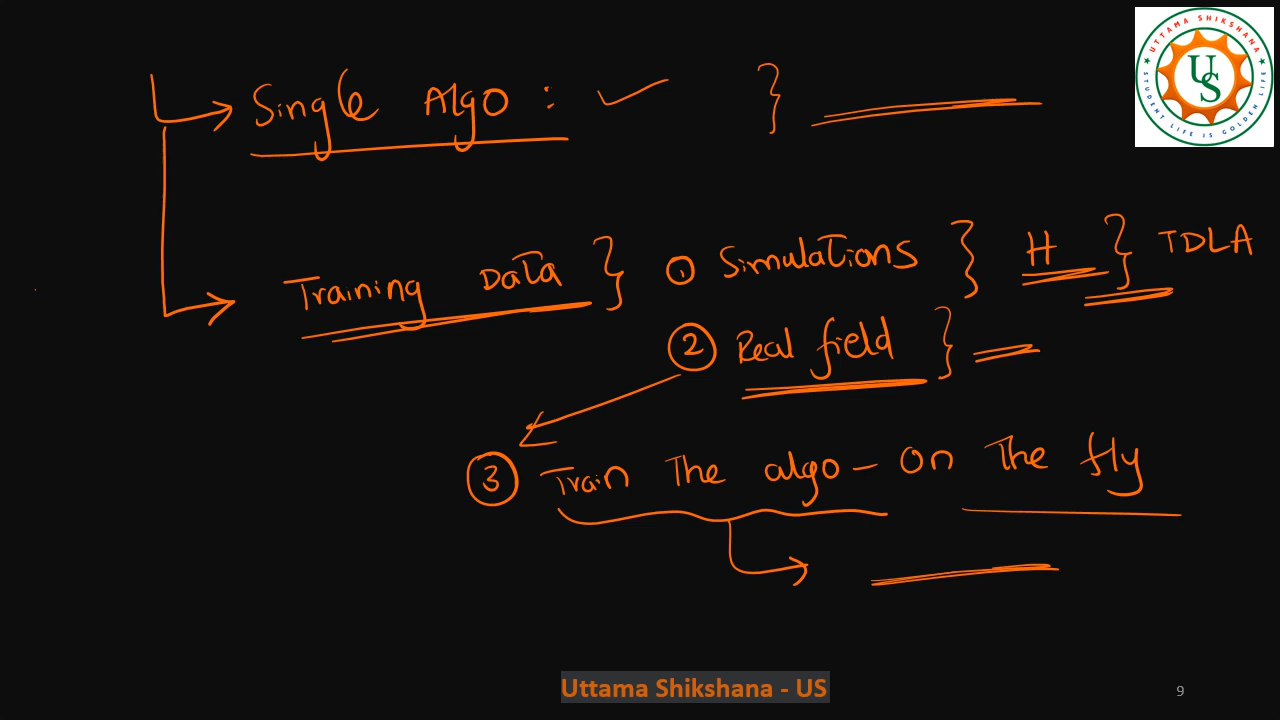 UTTAMA SHIKSHANA
US
STUDENT LIFE IS GOLDEN LIFE
Single Algo : ✓ }
Training Data } ① Simulations } H } TDLA
② Real field }
③ Train The algo – on The fly
Uttama Shikshana - US
9